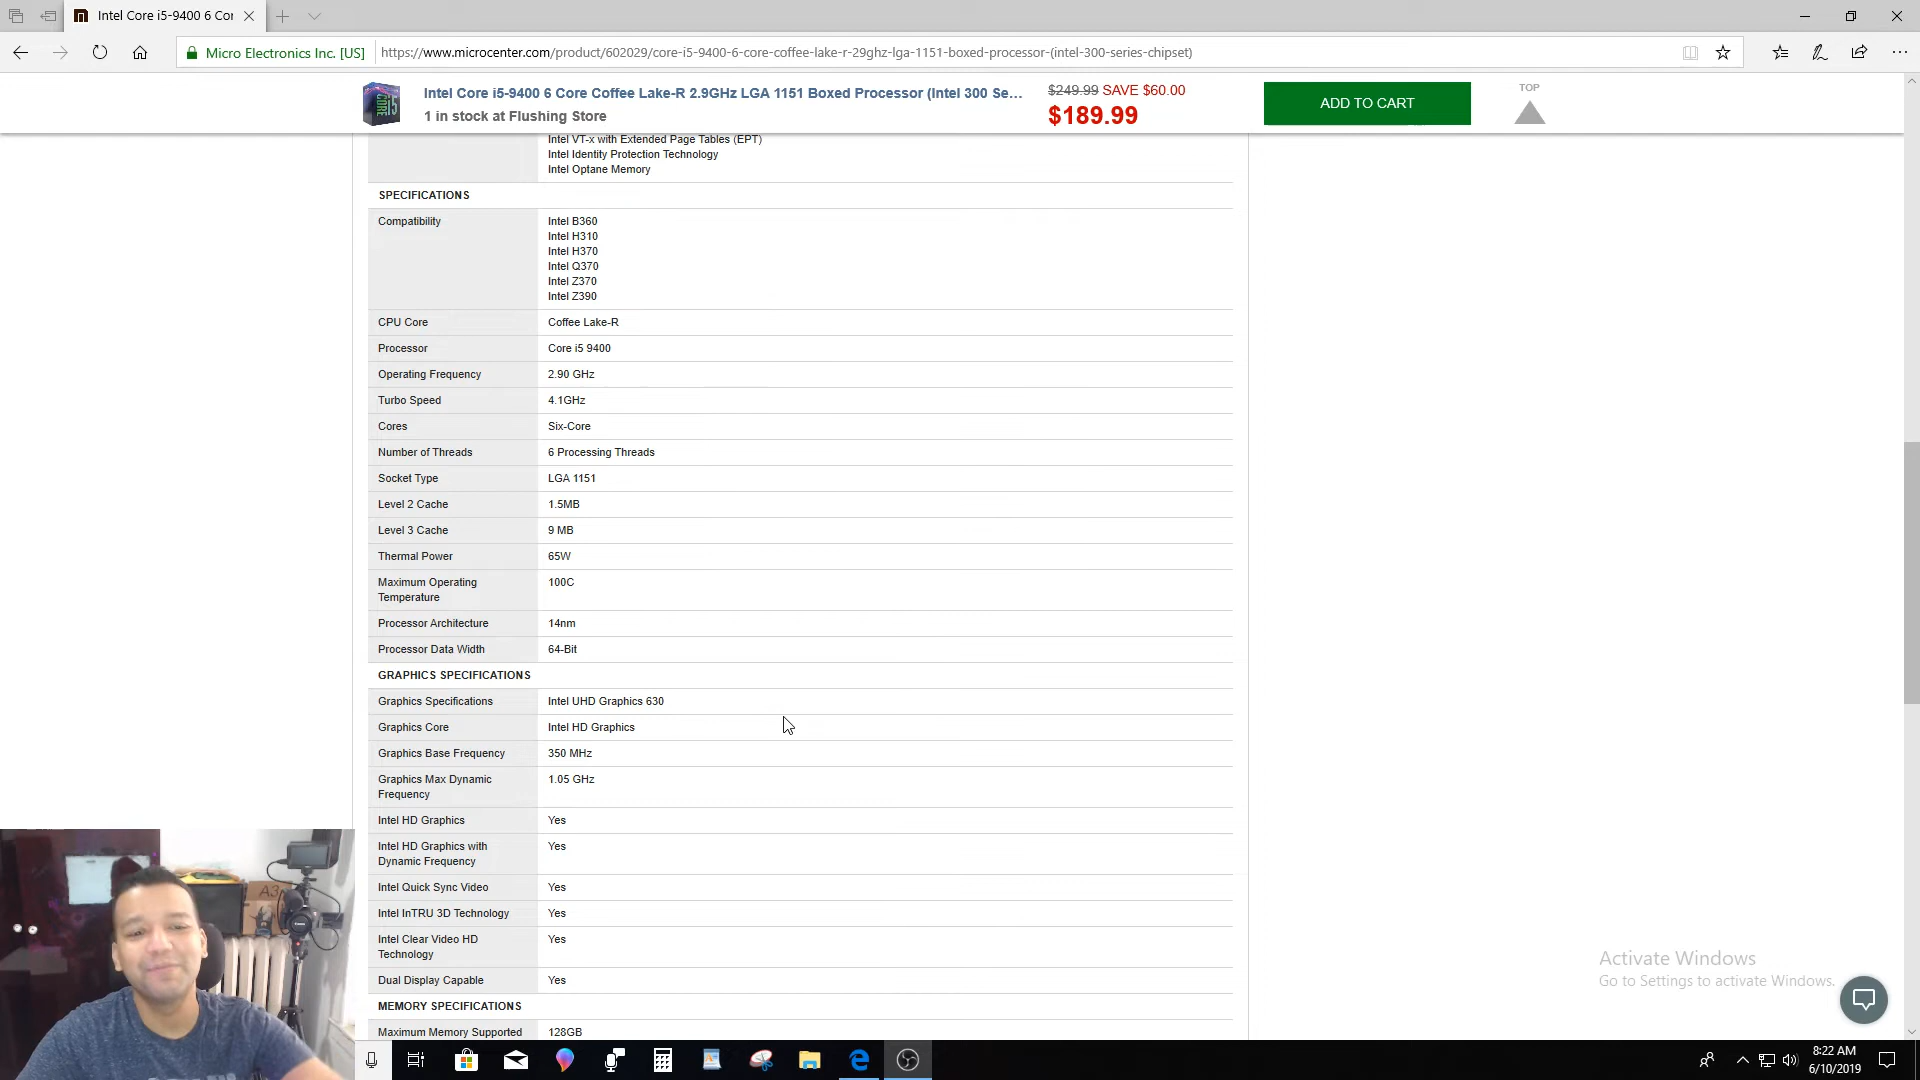 Intel Core i5-9400 6 Cor
Micro Electronics Inc. [US]
https://www.microcenter.com/product/602029/core-i5-9400-6-core-coffee-lake-r-29ghz-lga-1151-boxed-processor-(intel-300-series-chipset)
Intel Core i5-9400 6 Core Coffee Lake-R 2.9GHz LGA 1151 Boxed Processor (Intel 300 Se...
1 in stock at Flushing Store
$249.99 SAVE $60.00
$189.99
ADD TO CART
TOP
Intel VT-x with Extended Page Tables (EPT)
Intel Identity Protection Technology
Intel Optane Memory
SPECIFICATIONS
Compatibility
Intel B360
Intel H310
Intel H370
Intel Q370
Intel Z370
Intel Z390
CPU Core
Coffee Lake-R
Processor
Core i5 9400
Operating Frequency
2.90 GHz
Turbo Speed
4.1GHz
Cores
Six-Core
Number of Threads
6 Processing Threads
Socket Type
LGA 1151
Level 2 Cache
1.5MB
Level 3 Cache
9 MB
Thermal Power
65W
Maximum Operating
Temperature
100C
Processor Architecture
14nm
Processor Data Width
64-Bit
GRAPHICS SPECIFICATIONS
Graphics Specifications
Intel UHD Graphics 630
Graphics Core
Intel HD Graphics
Graphics Base Frequency
350 MHz
Graphics Max Dynamic
Frequency
1.05 GHz
Intel HD Graphics
Yes
Intel HD Graphics with
Dynamic Frequency
Yes
Intel Quick Sync Video
Yes
Intel InTRU 3D Technology
Yes
Intel Clear Video HD
Technology
Yes
Dual Display Capable
Yes
MEMORY SPECIFICATIONS
Maximum Memory Supported
128GB
Activate Windows
Go to Settings to activate Windows.
A3
8:22 AM
6/10/2019